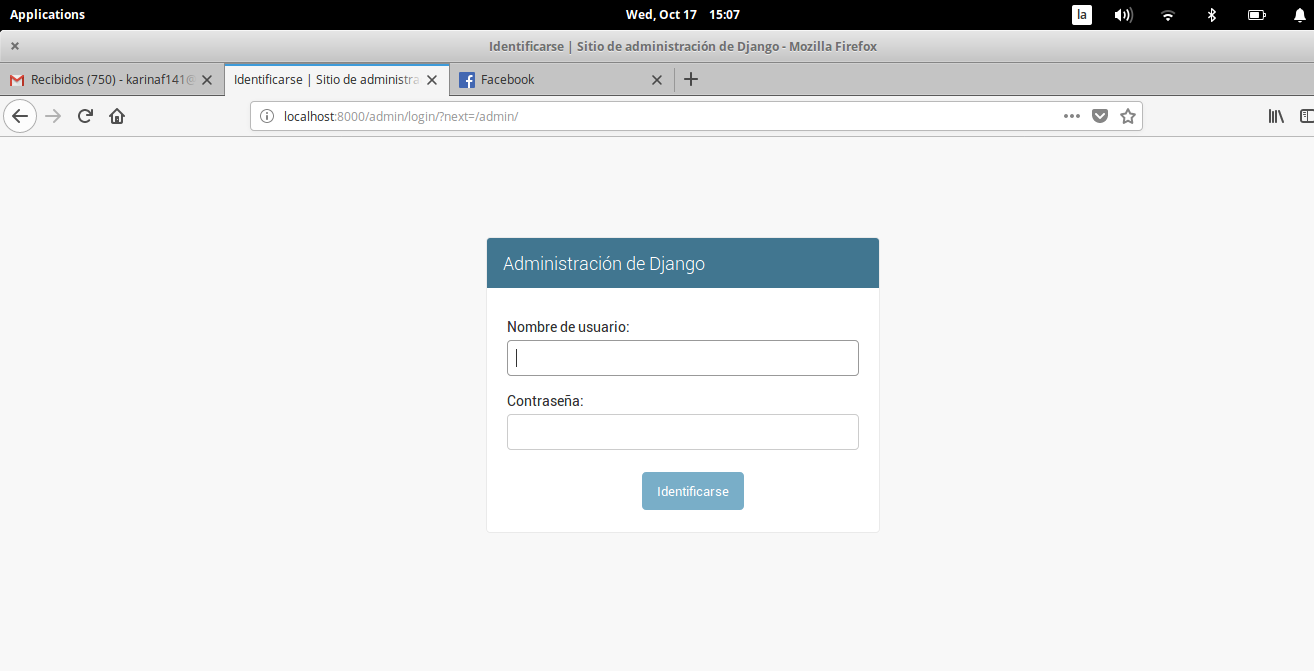 Applications
Wed, Oct 17 15:07
la
Identificarse | Sitio de administración de Django - Mozilla Firefox
Recibidos (750) - karinaf141@
Identificarse | Sitio de administra
Facebook
localhost:8000/admin/login/?next=/admin/
Administración de Django
Nombre de usuario:
Contraseña:
Identificarse